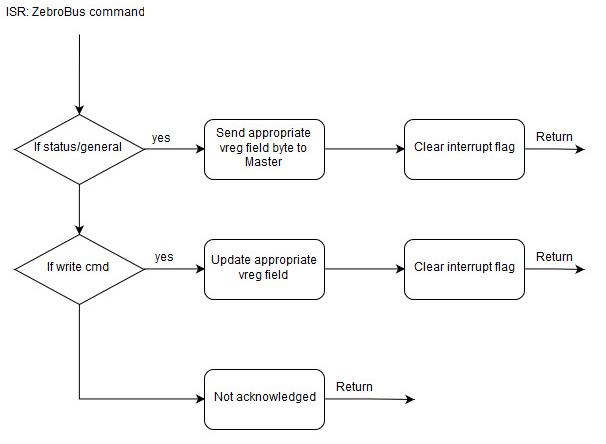 ISR: ZebroBus command
If status/general
yes
Send appropriate
vreg field byte to
Master
Clear interrupt flag
Return
If write cmd
yes
Update appropriate
vreg field
Clear interrupt flag
Return
Not acknowledged
Return